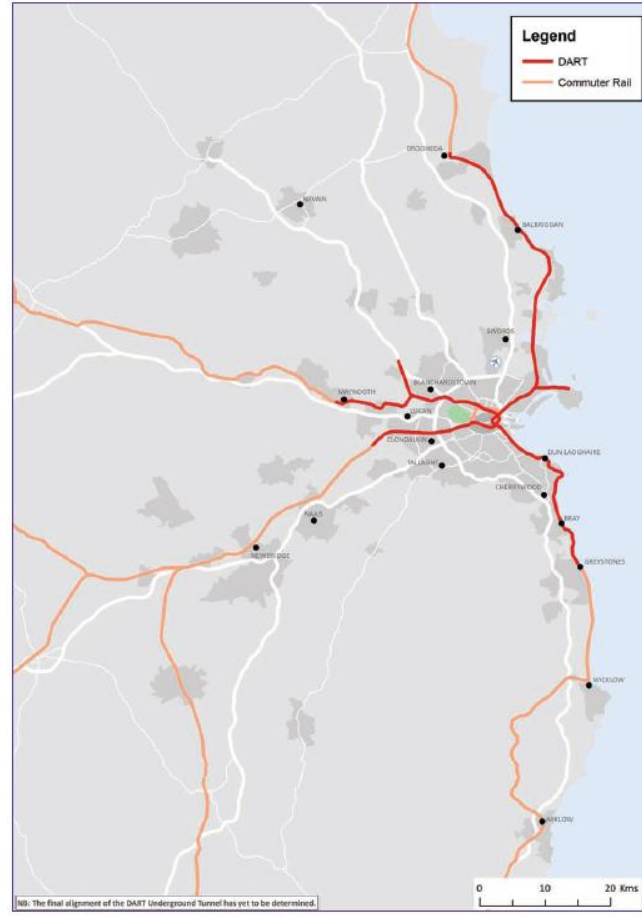 Legend
DART
Commuter Rail
DROGHEDA
NAVAN
BALBRIGGAN
SWORDS
BLANCHARDSTOWN
MAYNOOTH
LUCAN
CLONDALKIN
DUN LAOGHAIRE
TALLAGHT
CHERRYWOOD
NAAS
BRAY
NEWBRIDGE
GREYSTONES
WICKLOW
ARKLOW
NB: The final alignment of the DART Underground Tunnel has yet to be determined.
0 10 20 Kms